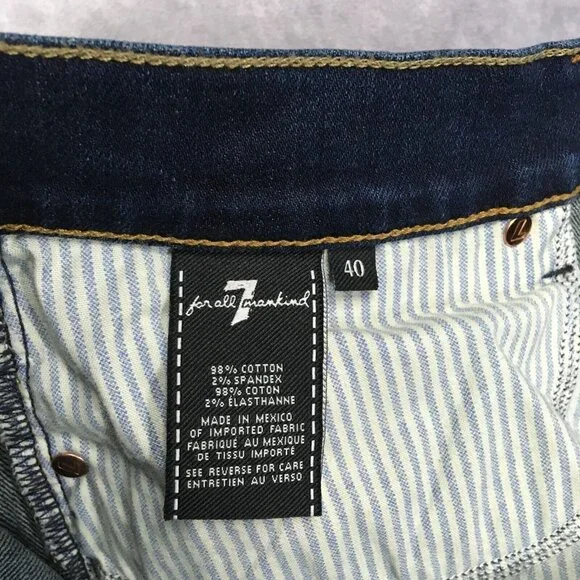 40
7
for all mankind
98% COTTON
2% SPANDEX
98% COTON
2% ÉLASTHANNE
MADE IN MEXICO
OF IMPORTED FABRIC
FABRIQUÉ AU MEXIQUE
DE TISSU IMPORTÉ
SEE REVERSE FOR CARE
ENTRETIEN AU VERSO